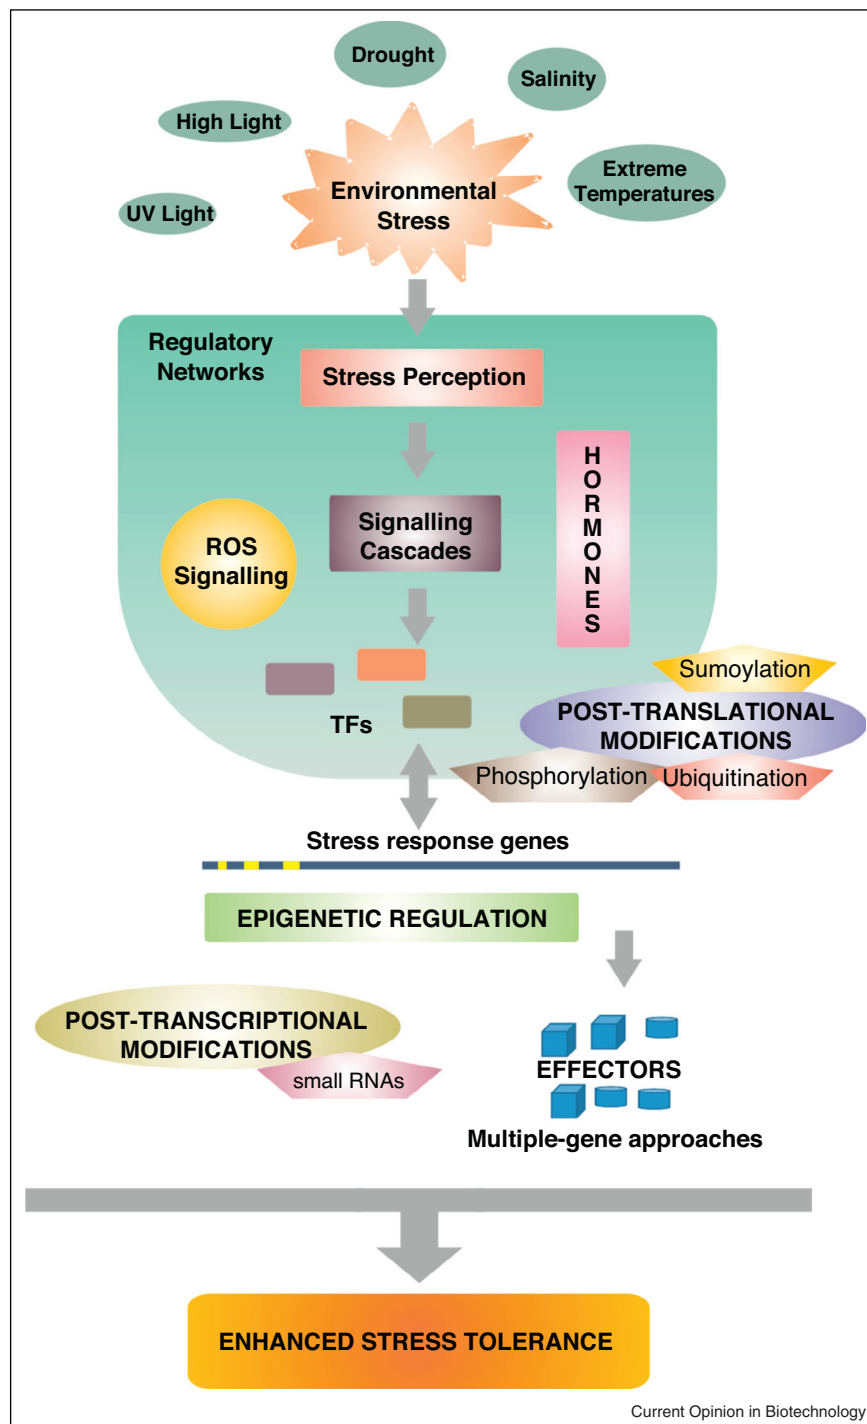 Drought
Salinity
High Light
Extreme
Temperatures
UV Light
Environmental
Stress
Regulatory
Networks
Stress Perception
HORMONES
Signalling
Cascades
ROS
Signalling
TFs
Sumoylation
POST-TRANSLATIONAL
MODIFICATIONS
Phosphorylation
Ubiquitination
Stress response genes
EPIGENETIC REGULATION
POST-TRANSCRIPTIONAL
MODIFICATIONS
small RNAs
EFFECTORS
Multiple-gene approaches
ENHANCED STRESS TOLERANCE
Current Opinion in Biotechnology